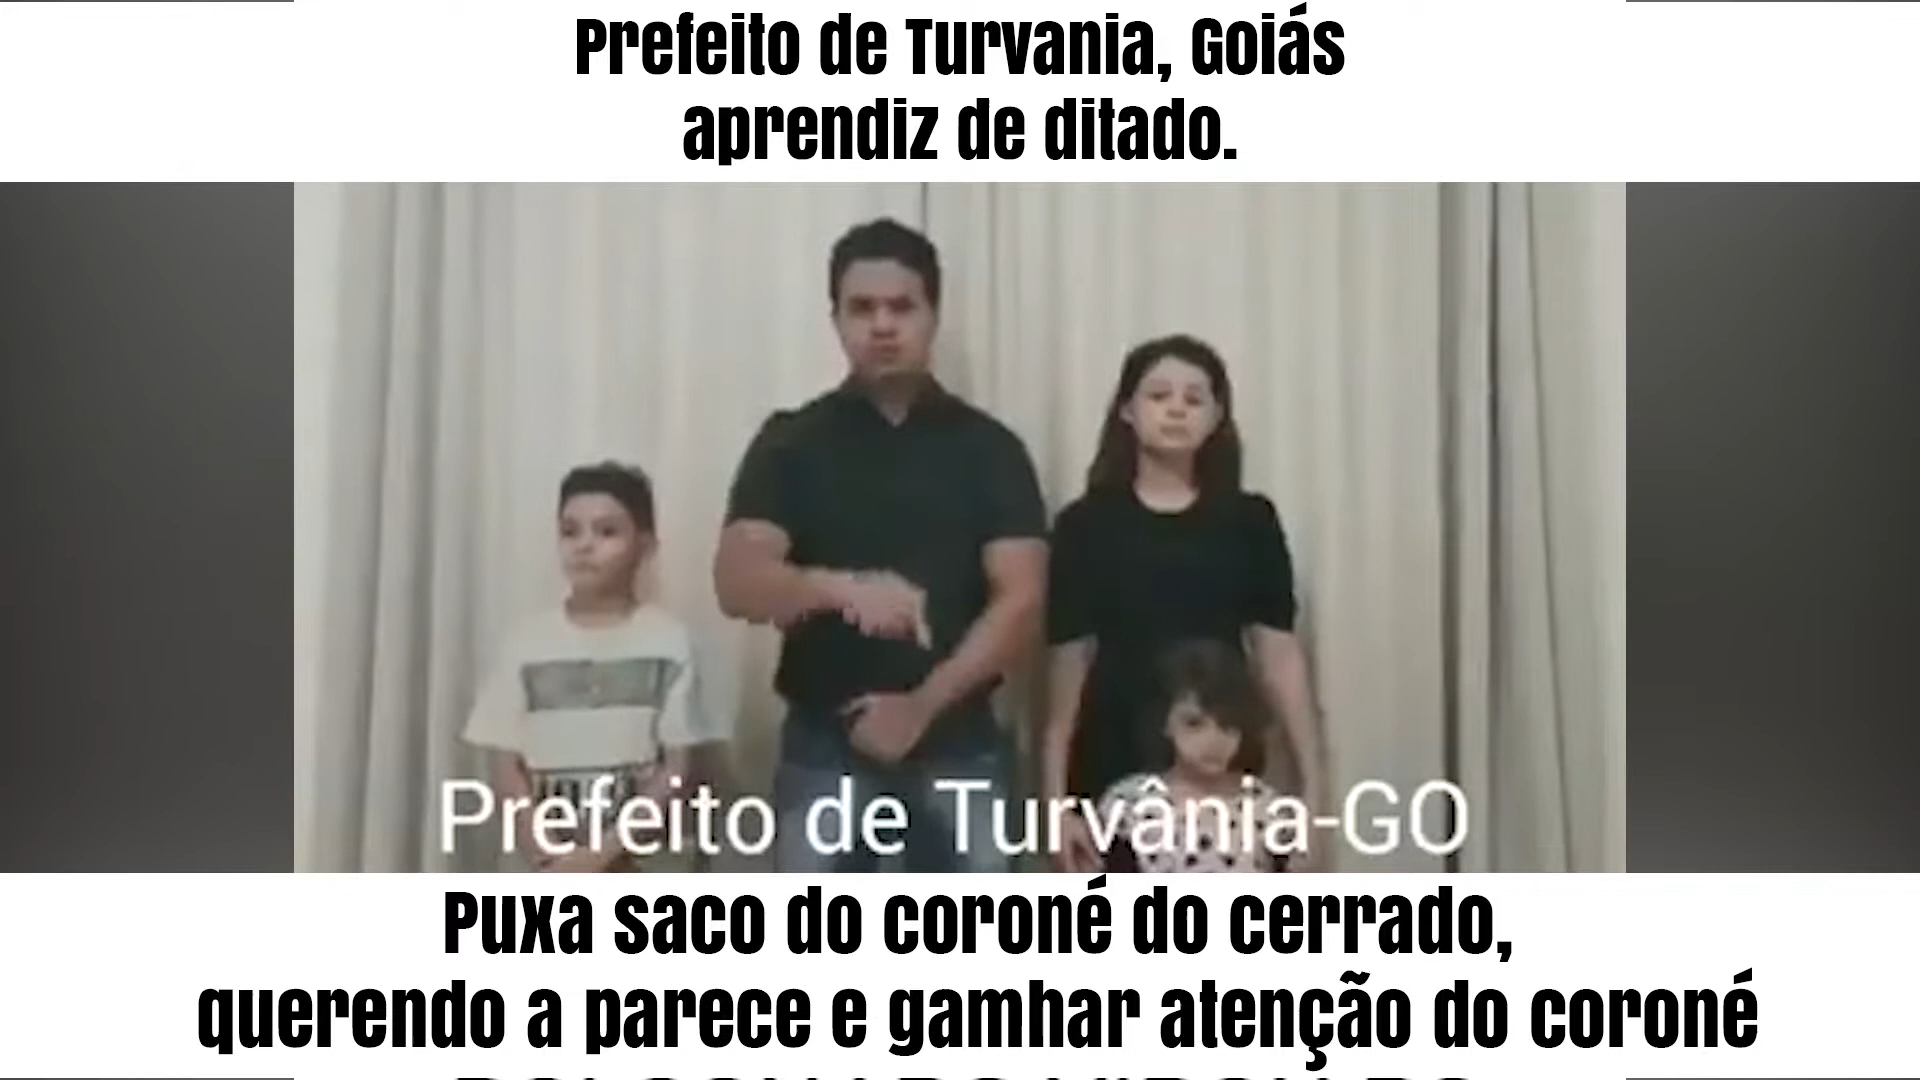 Prefeito de Turvania, Goiás
aprendiz de ditado.
Prefeito de Turvânia-GO
Puxa saco do coroné do cerrado,
querendo a parece e gamhar atenção do coroné